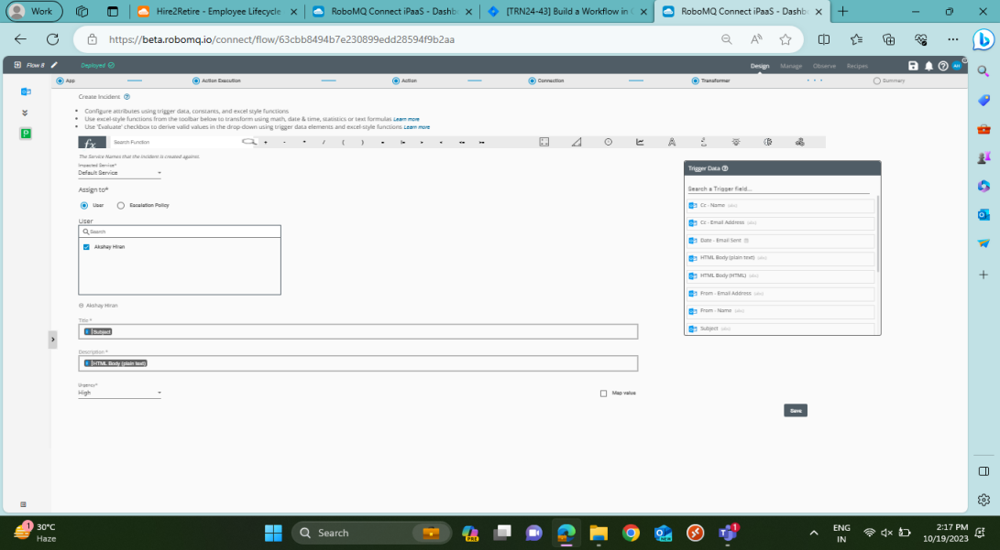 Work
Hire2Retire - Employee Lifecycle
RoboMQ Connect iPaaS - Dashb
[TRN24-43] Build a Workflow in
RoboMQ Connect iPaaS - Dashb
https://beta.robomq.io/connect/flow/63cbb8494b7e230899edd28594f9b2aa
Flow 8
Deployed
Design Manage Observe Recipes
AH
App Action Execution Action Connection Transformer Summary
Create Incident
Configure attributes using trigger data, constants, and excel style functions
Use excel-style functions from the toolbar below to transform using math, date & time, statistics or text formulas Learn more
Use 'Evaluate' checkbox to derive valid values in the drop-down using trigger data elements and excel-style functions Learn more
fx Search Function
The Service Names that the Incident is created against.
Impacted Service*
Default Service
Assign to*
User Escalation Policy
User
Search
Akshay Hiran
Akshay Hiran
Title *
Subject
Description *
HTML Body (plain text)
Urgency*
High
Map value
Save
Trigger Data
Search a Trigger field...
Cc - Name (abc)
Cc - Email Address (abc)
Date - Email Sent
HTML Body (plain text) (abc)
HTML Body (HTML) (abc)
From - Email Address (abc)
From - Name (abc)
Subject (abc)
1
30°C
Haze
Search
PRE
NEW
1
ENG
IN
2:17 PM
10/19/2023